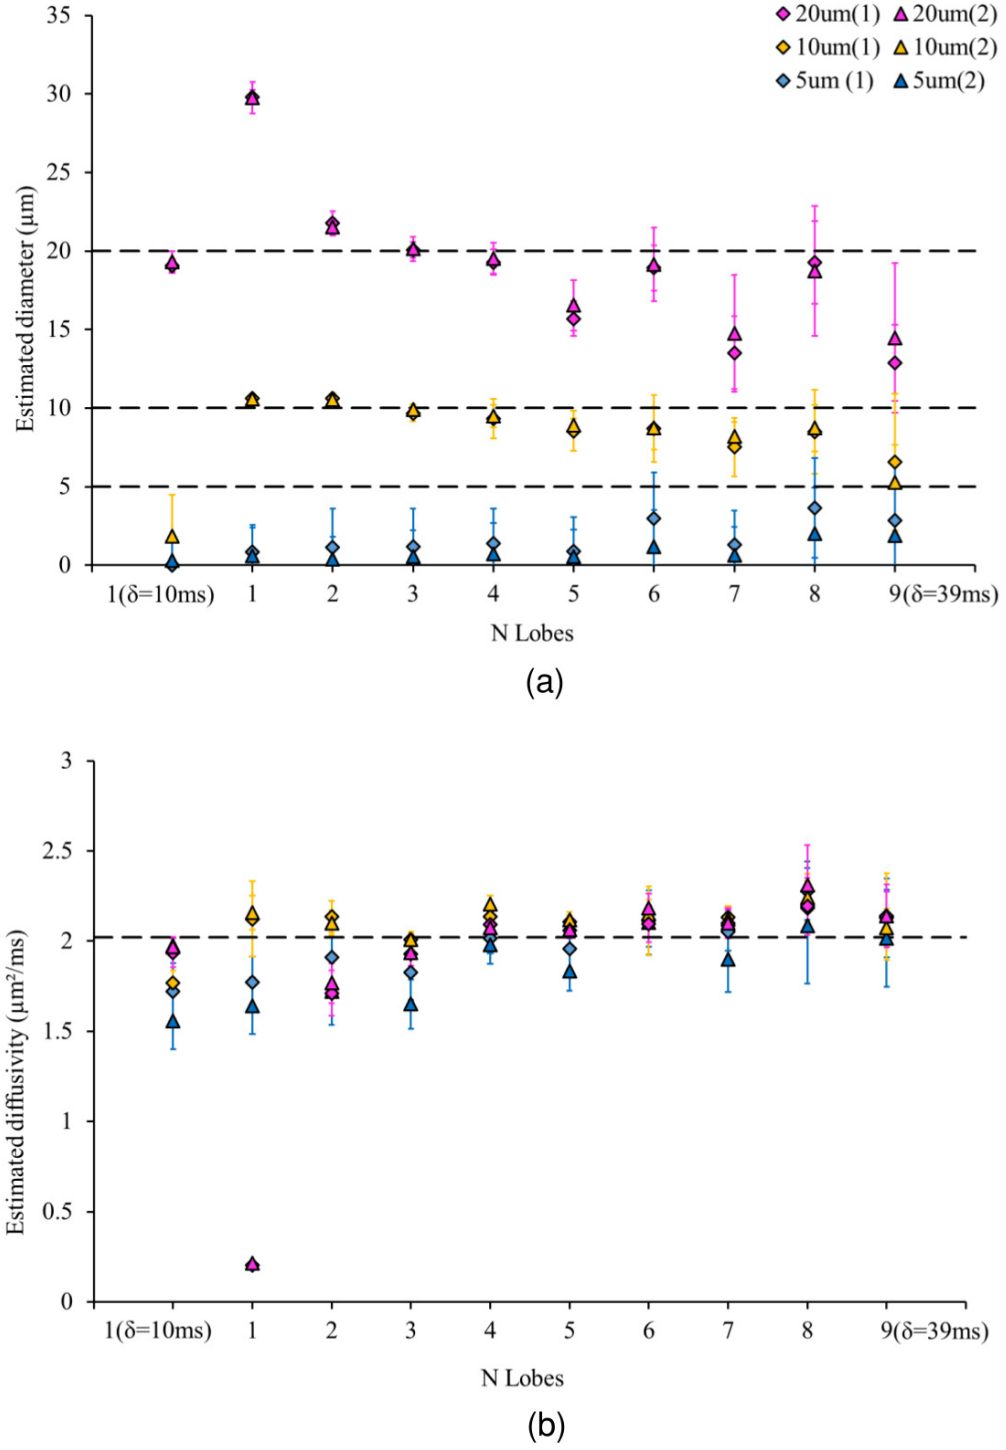 35
30
25
20
15
10
5
0
Estimated diameter (µm)
20um(1) 20um(2)
10um(1) 10um(2)
5um (1) 5um(2)
1(δ=10ms) 1 2 3 4 5 6 7 8 9(δ=39ms)
N Lobes
(a)
3
2.5
2
1.5
1
0.5
0
Estimated diffusivity (µm²/ms)
1(δ=10ms) 1 2 3 4 5 6 7 8 9(δ=39ms)
N Lobes
(b)